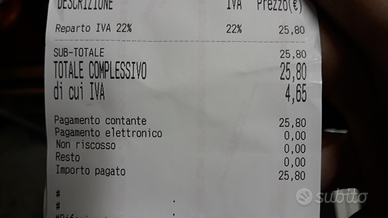 DESCRIZIONE IVA Prezzo(€)
Reparto IVA 22% 22% 25,80
SUB-TOTALE 25,80
TOTALE COMPLESSIVO 25,80
di cui IVA 4,65
Pagamento contante 25,80
Pagamento elettronico 0,00
Non riscosso 0,00
Resto 0,00
Importo pagato 25,80
#
#
subito